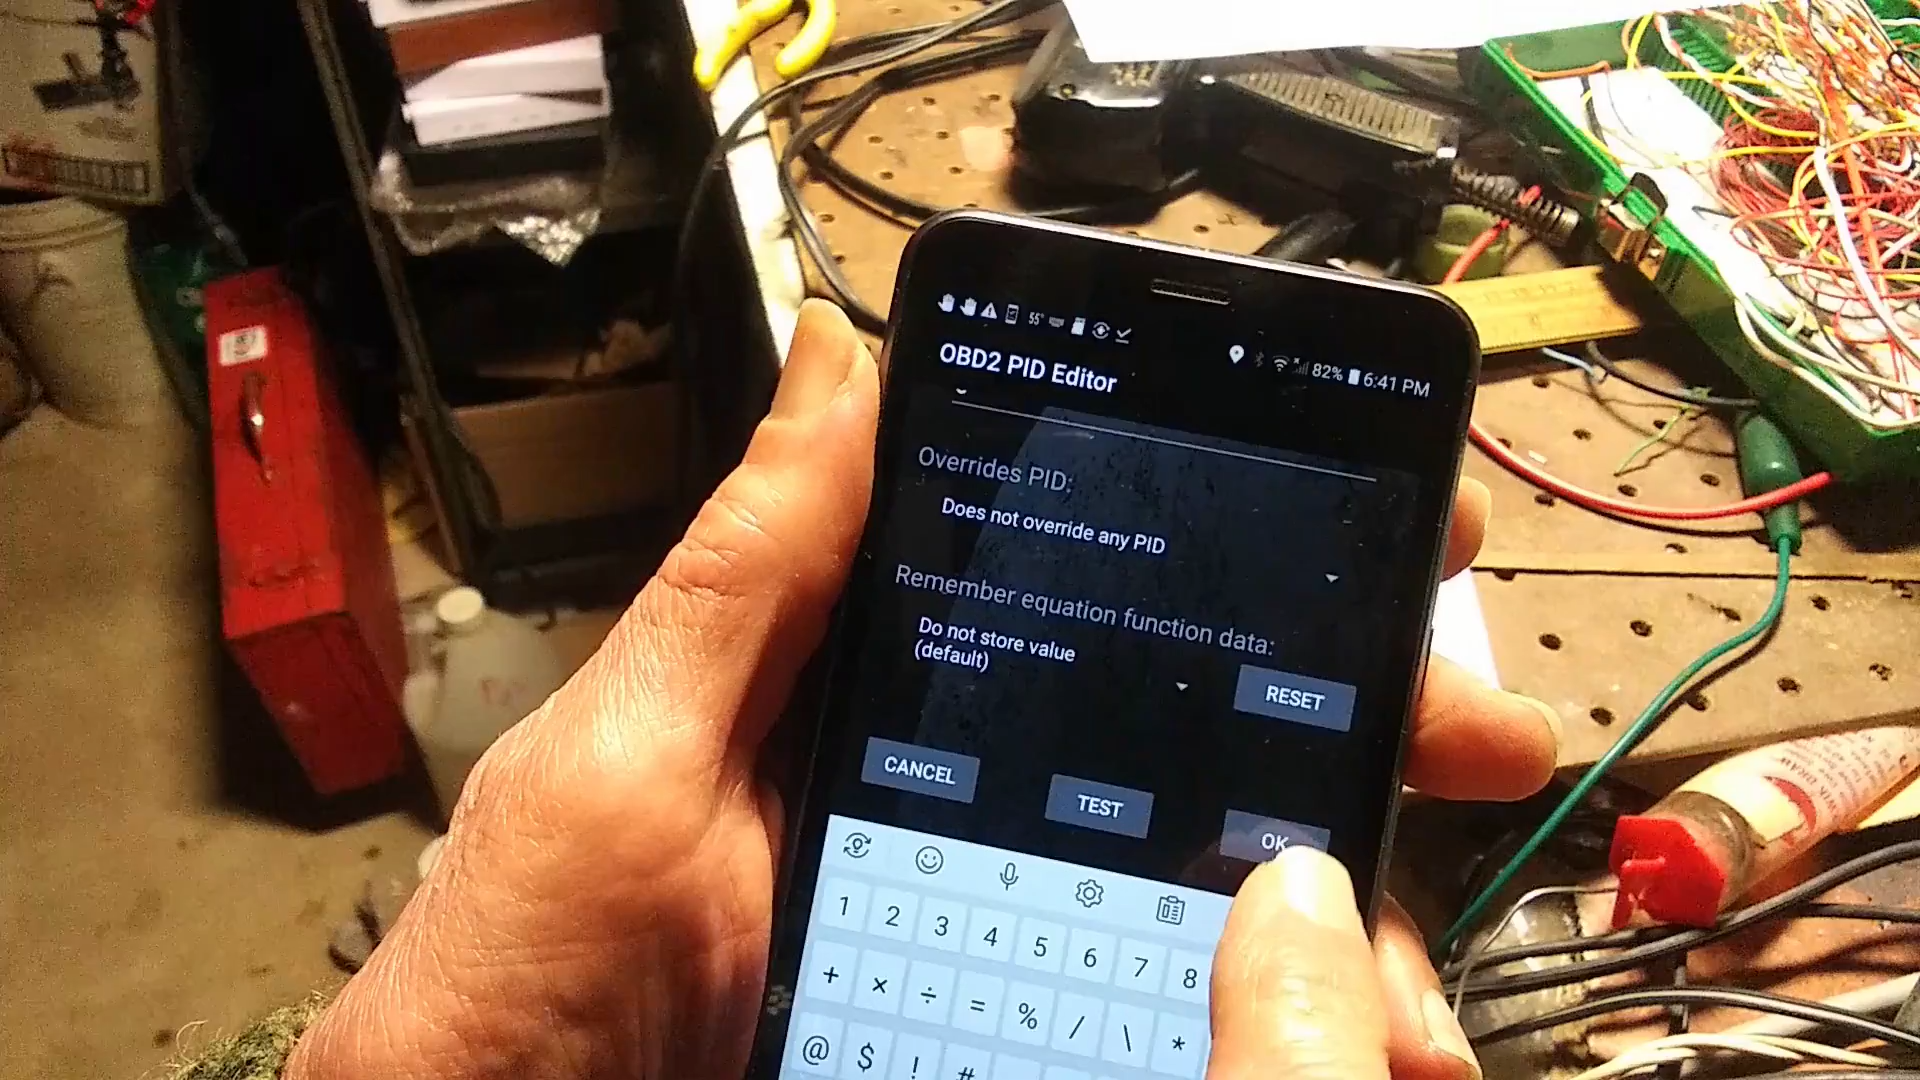 55°
82% 6:41 PM
OBD2 PID Editor
Overrides PID:
Does not override any PID
Remember equation function data:
Do not store value
(default)
RESET
CANCEL
TEST
OK
1 2 3 4 5 6 7 8
+ × ÷ = % / \ *
@ $ ! #